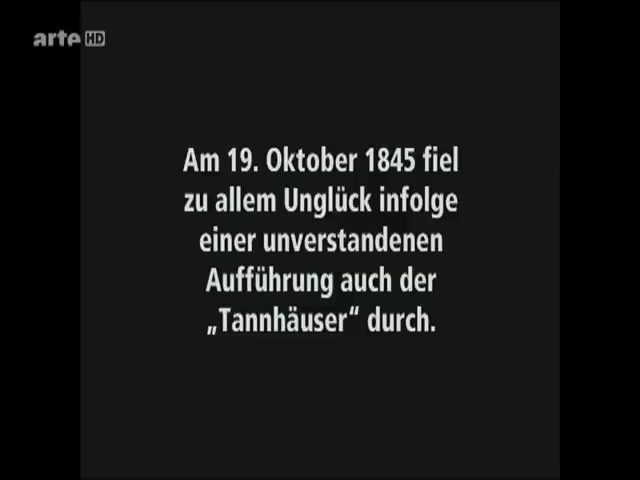 arte HD
Am 19. Oktober 1845 fiel
zu allem Unglück infolge
einer unverstandenen
Aufführung auch der
„Tannhäuser“ durch.